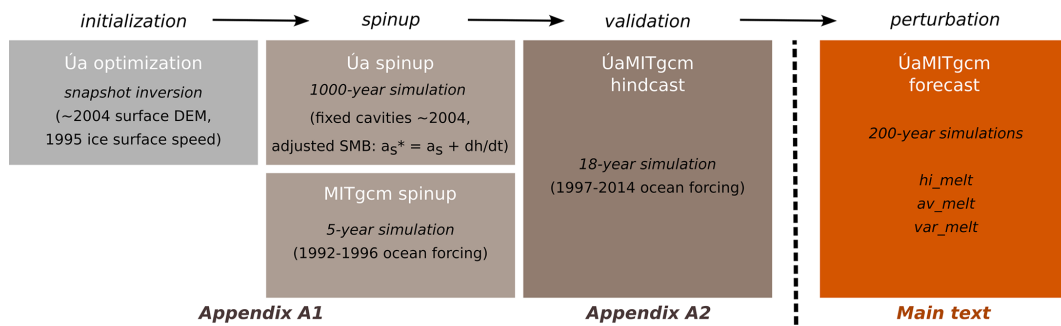 initialization
spinup
validation
perturbation
Úa optimization
snapshot inversion
(~2004 surface DEM,
1995 ice surface speed)
Úa spinup
1000-year simulation
(fixed cavities ~2004,
adjusted SMB: as* = as + dh/dt)
MITgcm spinup
5-year simulation
(1992-1996 ocean forcing)
ÚaMITgcm
hindcast
18-year simulation
(1997-2014 ocean forcing)
ÚaMITgcm
forecast
200-year simulations
hi_melt
av_melt
var_melt
Appendix A1
Appendix A2
Main text